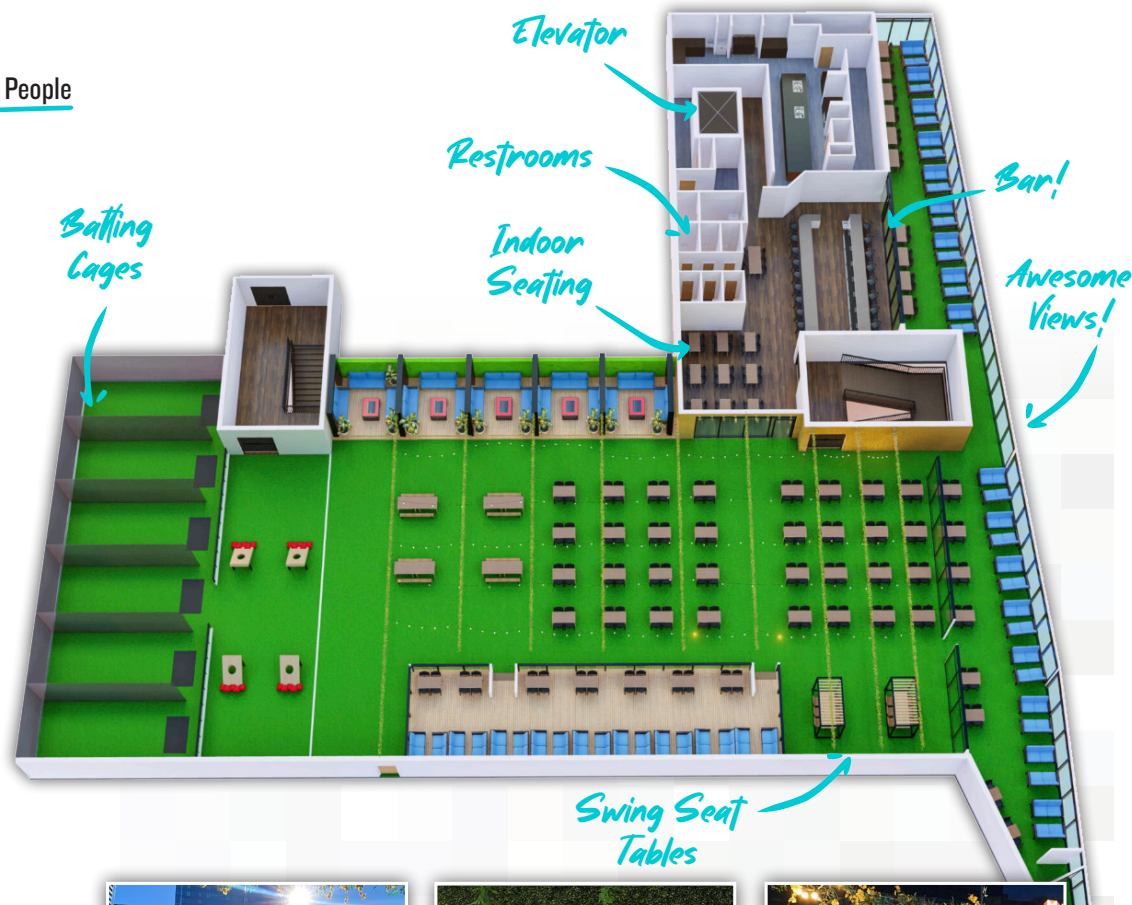 Elevator
People
Restrooms
Bar!
Batting
Cages
Indoor
Seating
Awesome
Views!
Swing Seat
Tables